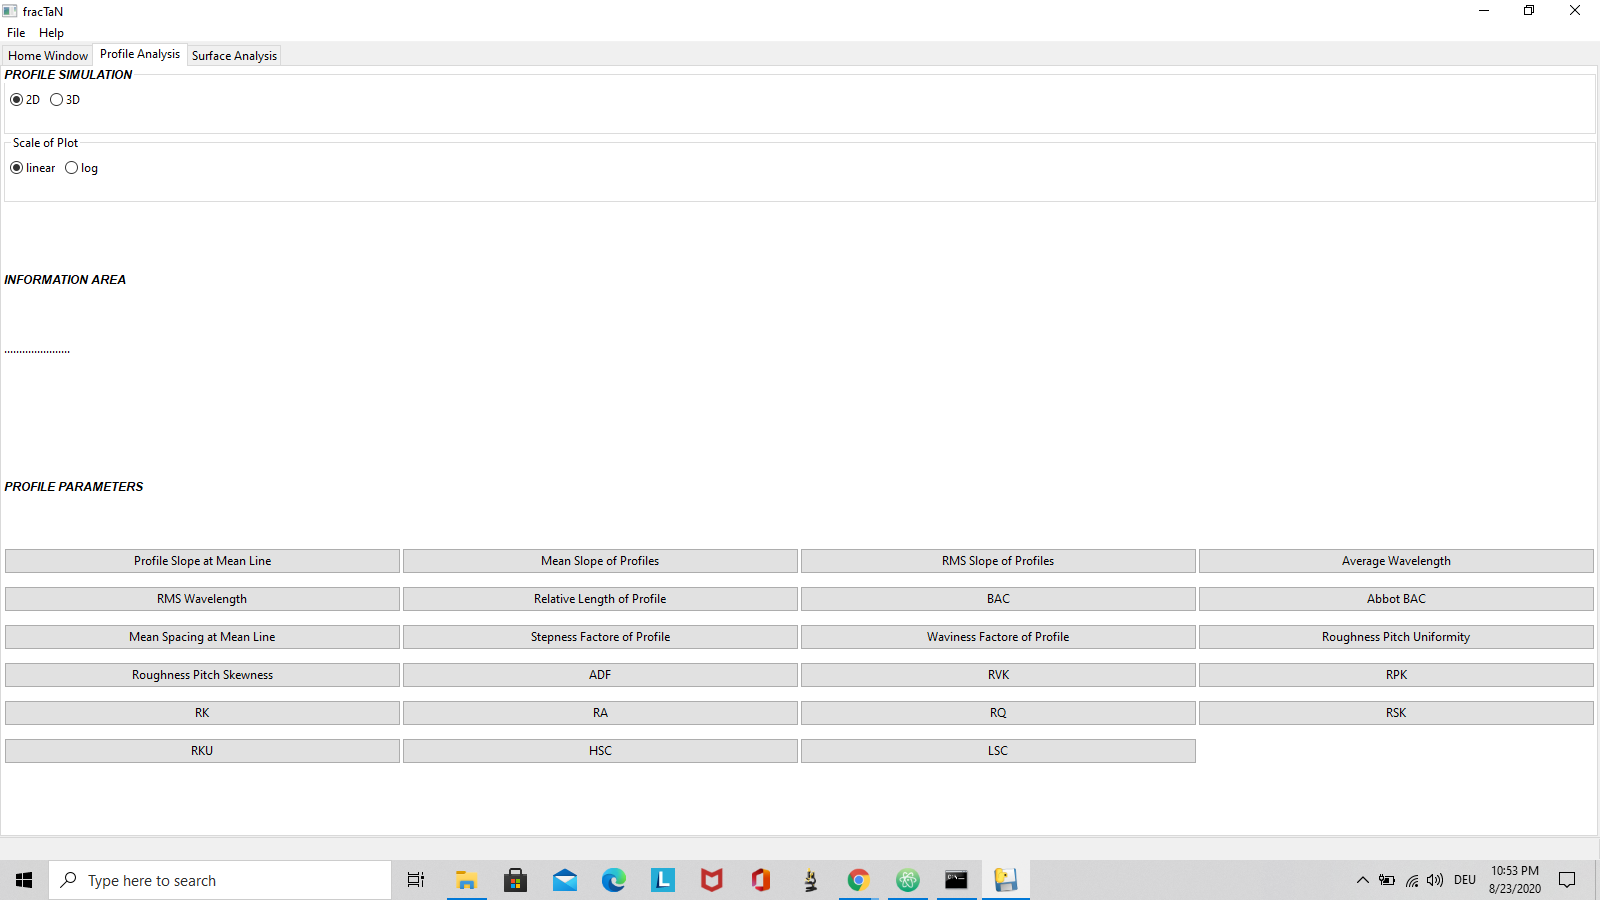 fracTaN
File Help
Home Window Profile Analysis Surface Analysis
PROFILE SIMULATION
2D 3D
Scale of Plot
linear log
INFORMATION AREA
......................
PROFILE PARAMETERS
Profile Slope at Mean Line Mean Slope of Profiles RMS Slope of Profiles Average Wavelength
RMS Wavelength Relative Length of Profile BAC Abbot BAC
Mean Spacing at Mean Line Stepness Factore of Profile Waviness Factore of Profile Roughness Pitch Uniformity
Roughness Pitch Skewness ADF RVK RPK
RK RA RQ RSK
RKU HSC LSC
Type here to search L DEU 10:53 PM
8/23/2020